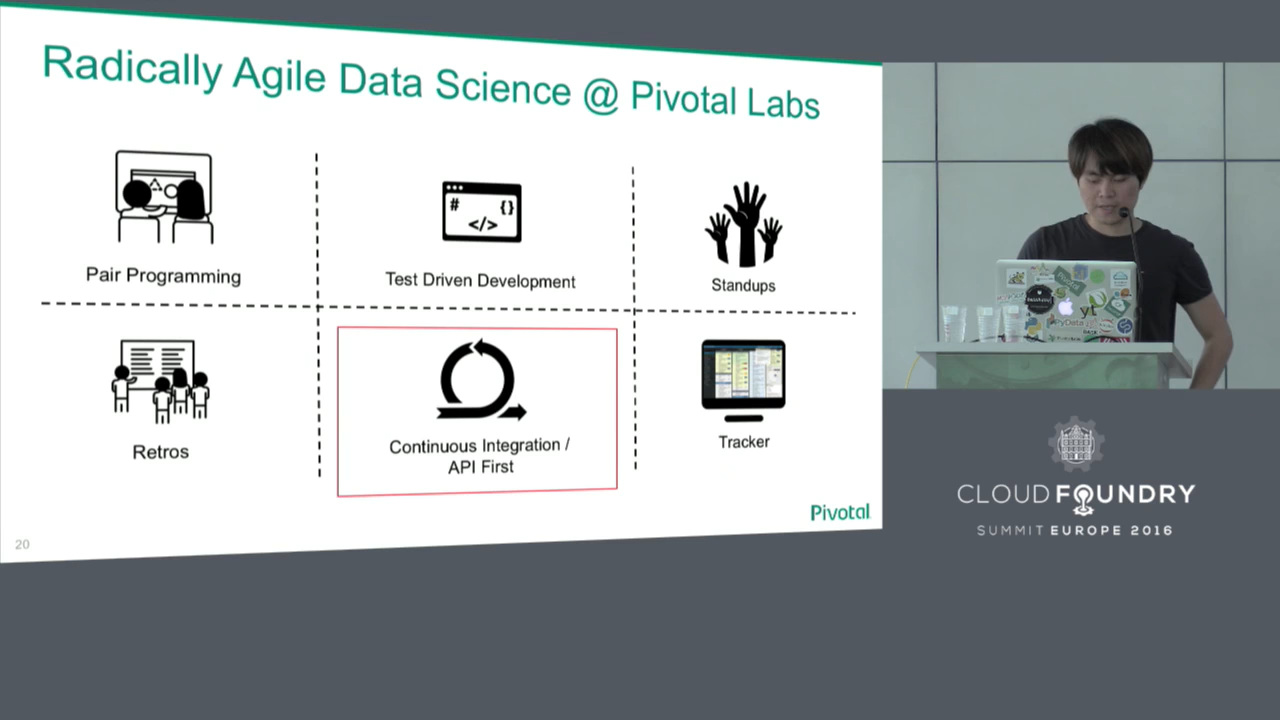 Radically Agile Data Science @ Pivotal Labs
# {}
</>
Pair Programming
Test Driven Development
Standups
Retros
Continuous Integration /
API First
Tracker
Pivotal
20
PyData
CLOUD FOUNDRY
SUMMIT EUROPE 2016